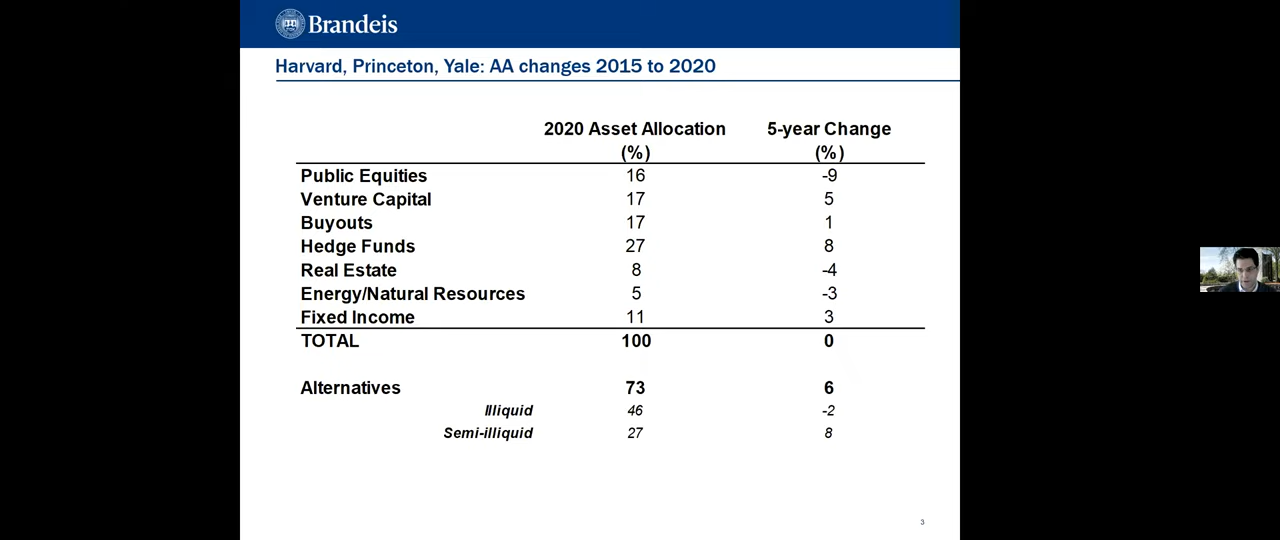 Brandeis
Harvard, Princeton, Yale: AA changes 2015 to 2020
2020 Asset Allocation 5-year Change
(%) (%)
Public Equities 16 -9
Venture Capital 17 5
Buyouts 17 1
Hedge Funds 27 8
Real Estate 8 -4
Energy/Natural Resources 5 -3
Fixed Income 11 3
TOTAL 100 0
Alternatives 73 6
Illiquid 46 -2
Semi-illiquid 27 8
3